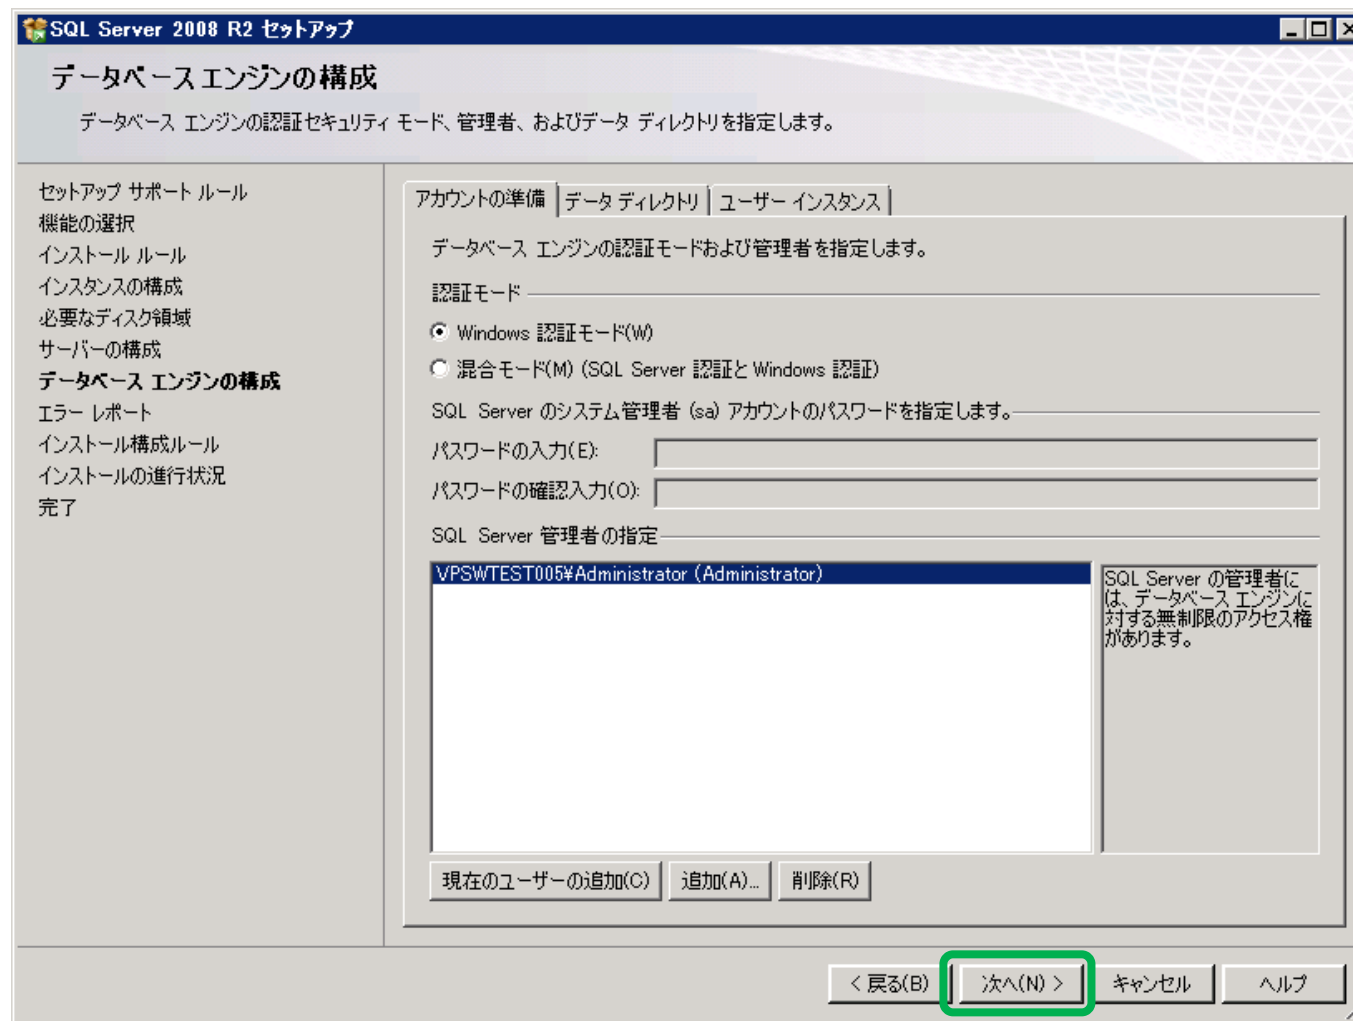 SQL Server 2008 R2 セットアップ
データベース エンジンの構成
データベース エンジンの認証セキュリティ モード、管理者、およびデータ ディレクトリを指定します。
セットアップ サポート ルール
機能の選択
インストール ルール
インスタンスの構成
必要なディスク領域
サーバーの構成
データベース エンジンの構成
エラー レポート
インストール構成ルール
インストールの進行状況
完了
アカウントの準備 データ ディレクトリ ユーザー インスタンス
データベース エンジンの認証モードおよび管理者を指定します。
認証モード
Windows 認証モード(W)
混合モード(M) (SQL Server 認証と Windows 認証)
SQL Server のシステム管理者 (sa) アカウントのパスワードを指定します。
パスワードの入力(E):
パスワードの確認入力(O):
SQL Server 管理者の指定
VPSWTEST005¥Administrator (Administrator)
SQL Server の管理者に
は、データベース エンジンに
対する無制限のアクセス権
があります。
現在のユーザーの追加(C) 追加(A)... 削除(R)
< 戻る(B) 次へ(N) > キャンセル ヘルプ